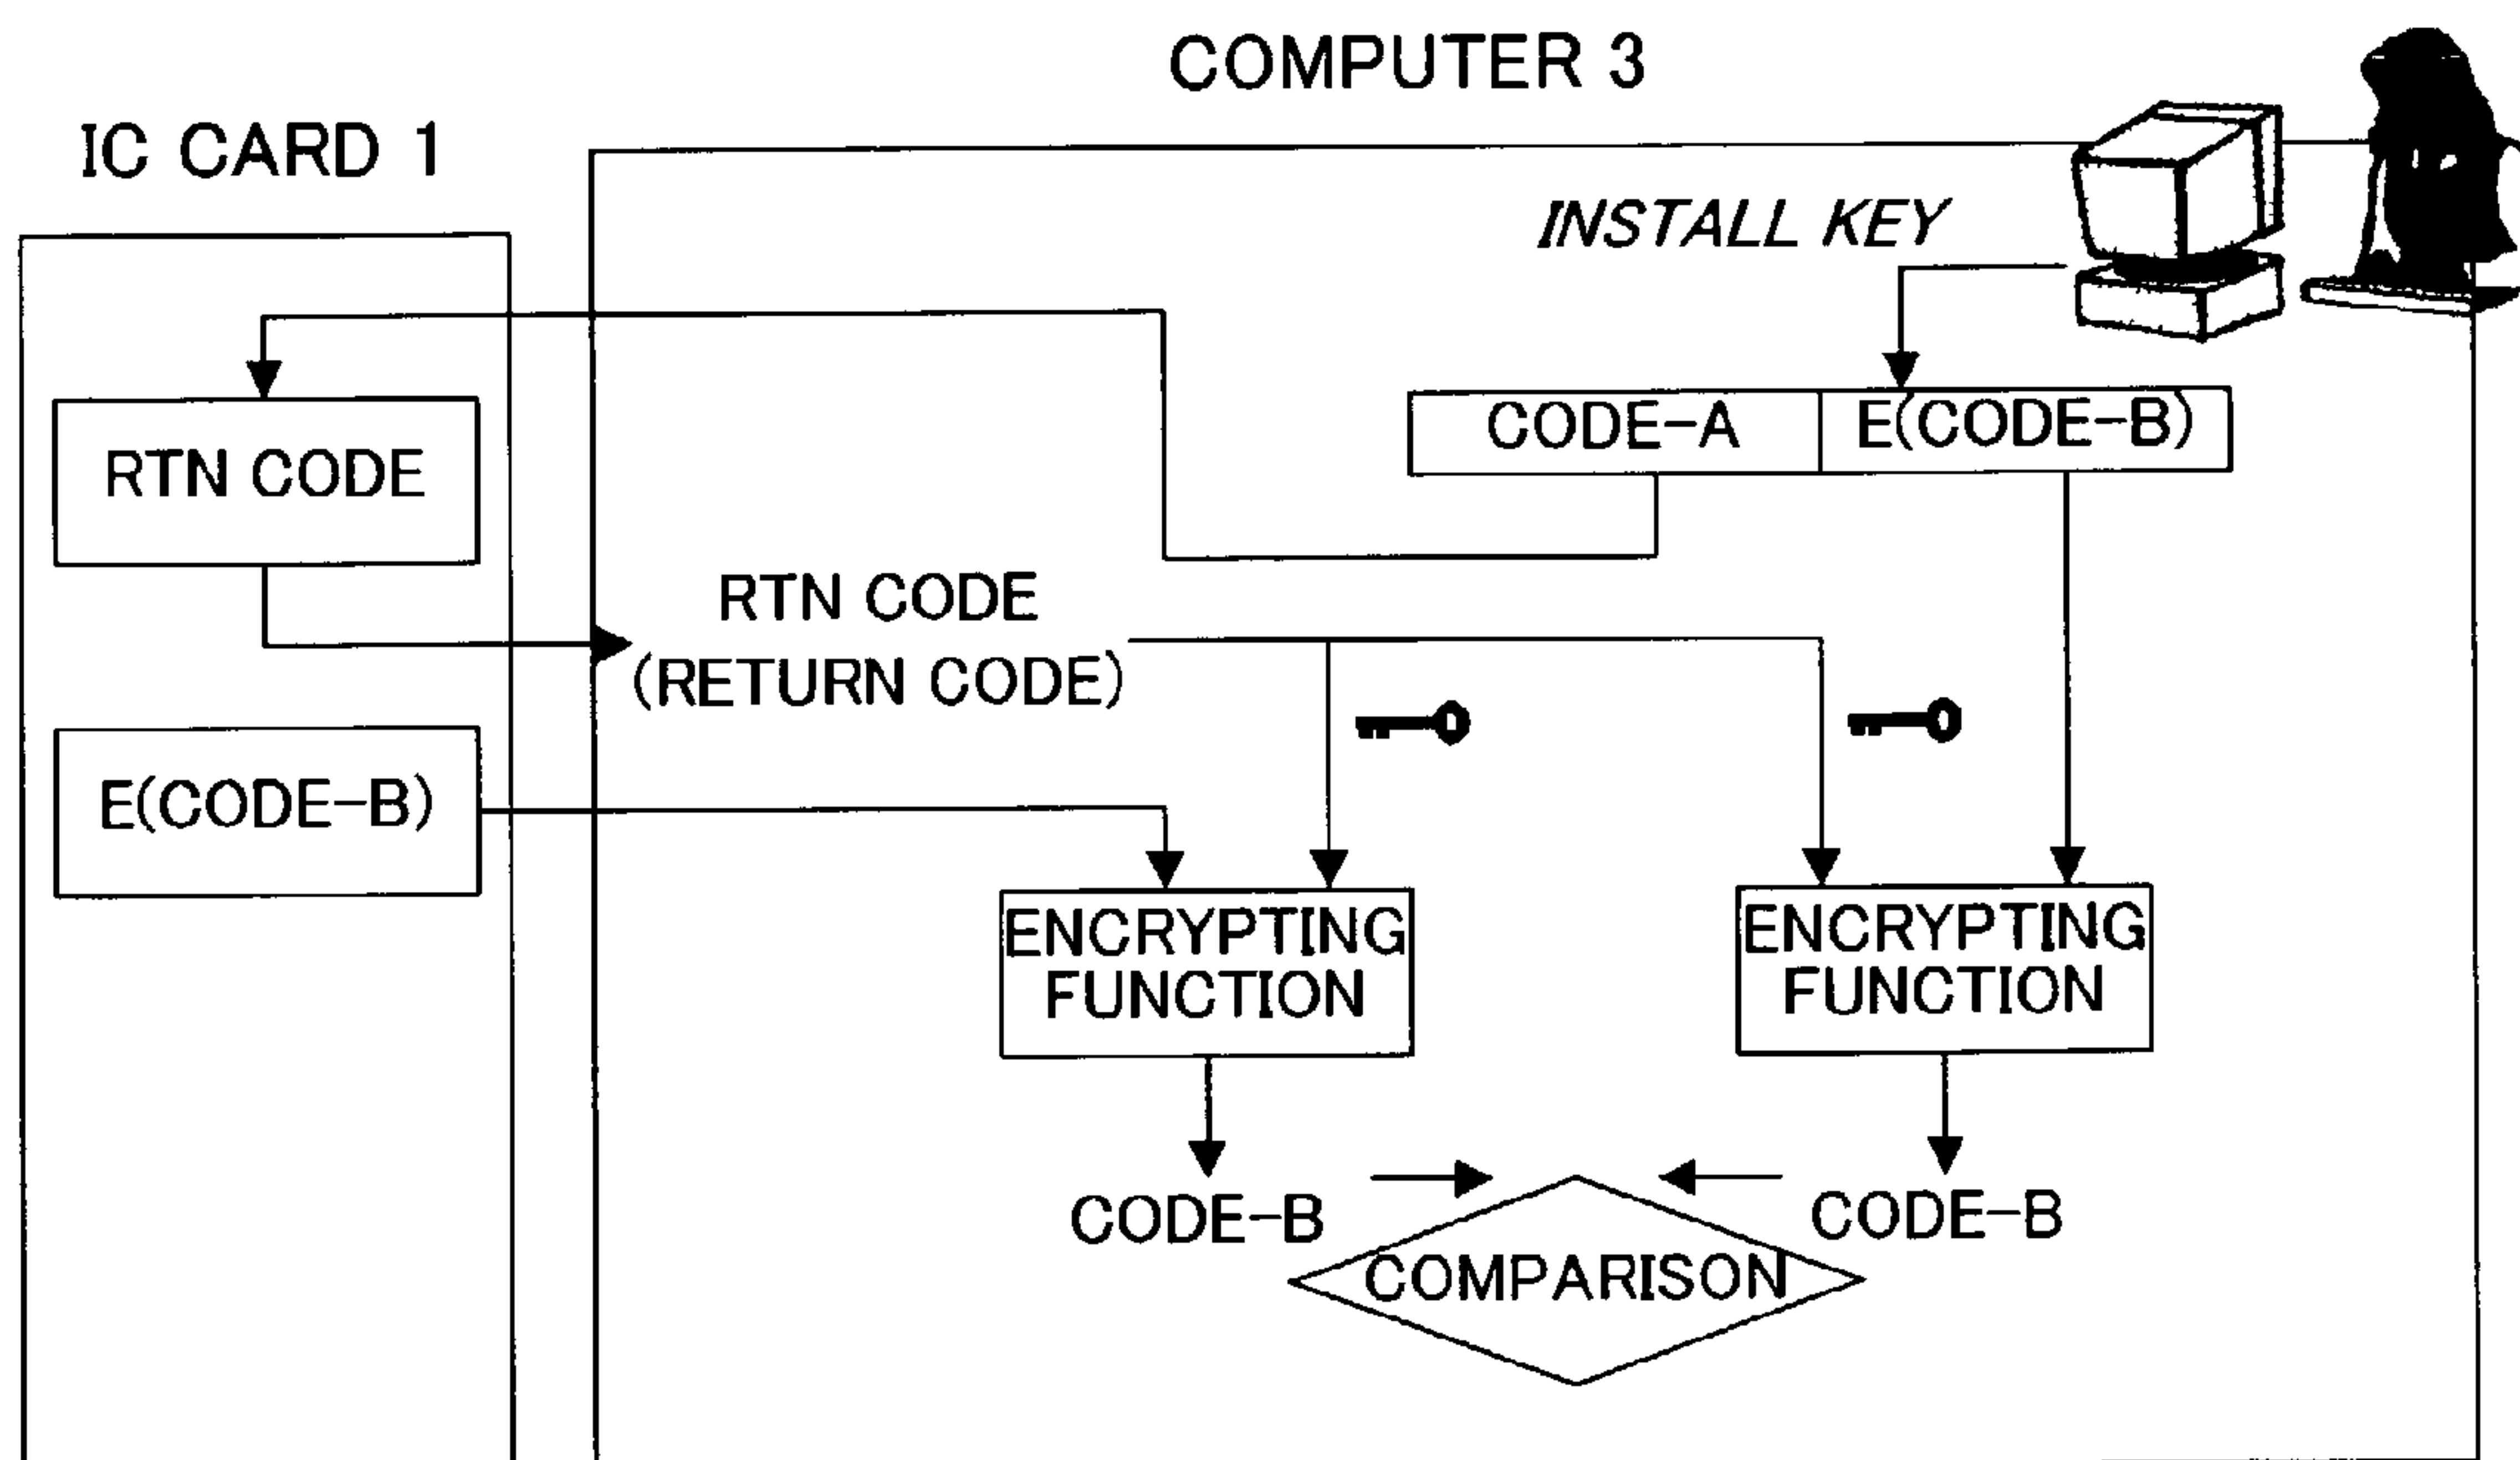 COMPUTER 3
IC CARD 1
INSTALL KEY
CODE-A E(CODE-B)
RTN CODE
RTN CODE
(RETURN CODE)
E(CODE-B)
ENCRYPTING
FUNCTION
ENCRYPTING
FUNCTION
CODE-B
CODE-B
COMPARISON